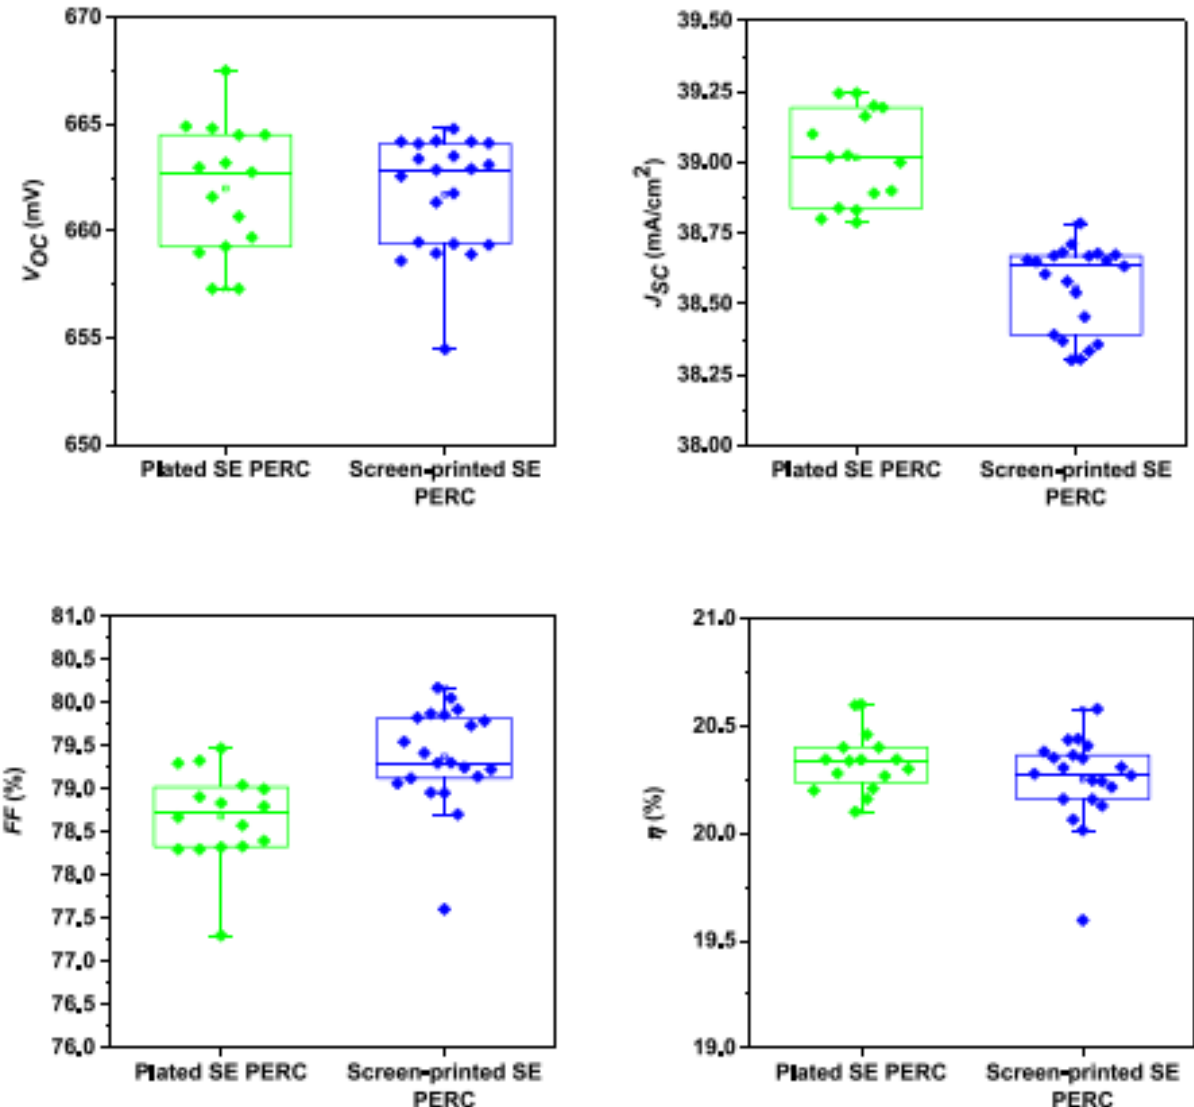 670
665
660
655
650
V_OC (mV)
Plated SE PERC
Screen-printed SE
PERC
39.50
39.25
39.00
38.75
38.50
38.25
38.00
J_SC (mA/cm²)
Plated SE PERC
Screen-printed SE
PERC
81.0
80.5
80.0
79.5
79.0
78.5
78.0
77.5
77.0
76.5
76.0
FF (%)
Plated SE PERC
Screen-printed SE
PERC
21.0
20.5
20.0
19.5
19.0
η (%)
Plated SE PERC
Screen-printed SE
PERC